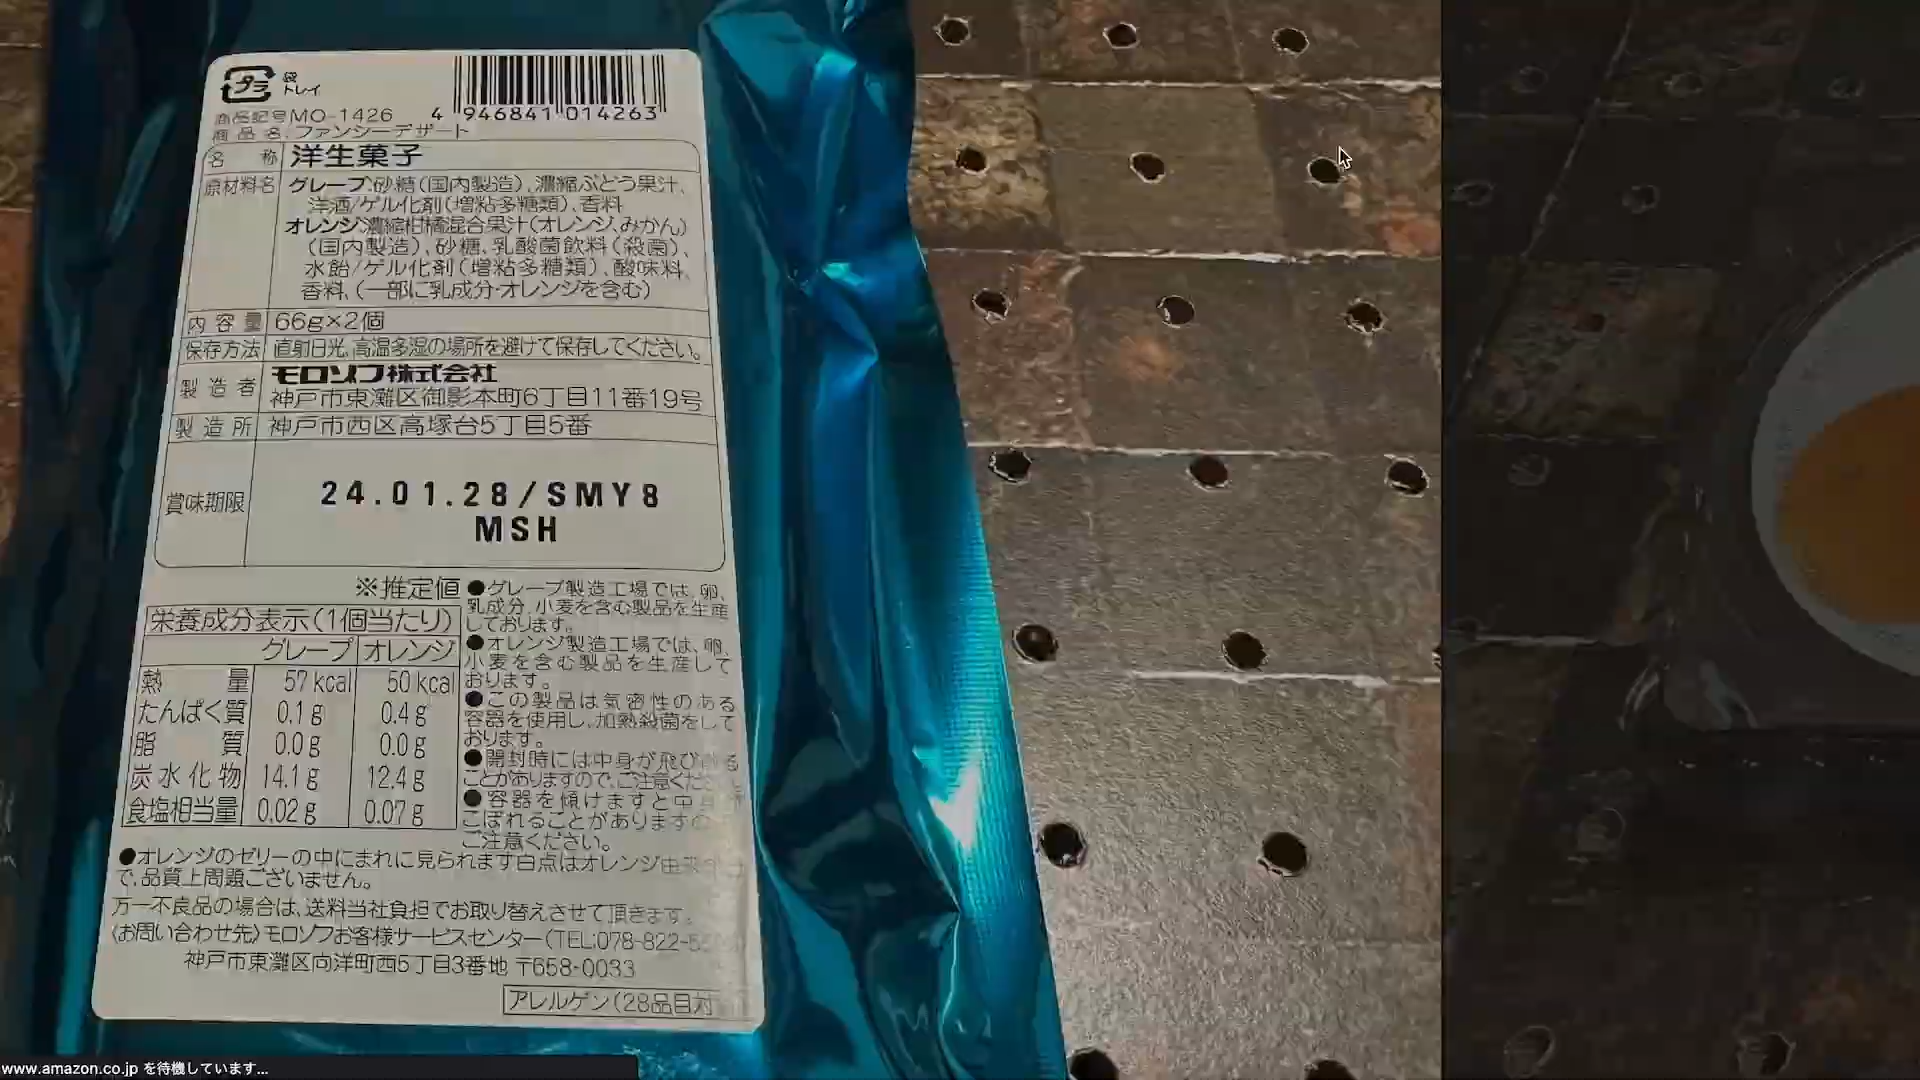 プラ
袋
トレイ
4 946841 014263
商品記号 MO-1426
商品名:ファンシーデザート
名称 洋生菓子
原材料名 グレープ:砂糖(国内製造)、濃縮ぶどう果汁、
洋酒/ゲル化剤(増粘多糖類)、香料
オレンジ:濃縮柑橘混合果汁(オレンジ、みかん)
(国内製造)、砂糖、乳酸菌飲料(殺菌)、
水飴/ゲル化剤(増粘多糖類)、酸味料、
香料、(一部に乳成分・オレンジを含む)
内容量 66g×2個
保存方法 直射日光、高温多湿の場所を避けて保存してください。
製造者 モロゾフ株式会社
神戸市東灘区御影本町6丁目11番19号
製造所 神戸市西区高塚台5丁目5番
賞味期限 24.01.28/SMY8
MSH
※推定値
栄養成分表示(1個当たり)
グレープ オレンジ
熱量 57kcal 50kcal
たんぱく質 0.1g 0.4g
脂質 0.0g 0.0g
炭水化物 14.1g 12.4g
食塩相当量 0.02g 0.07g
●グレープ製造工場では、卵、
乳成分、小麦を含む製品を生産
しております。
●オレンジ製造工場では、卵、
小麦を含む製品を生産して
おります。
●この製品は気密性のある
容器を使用し、加熱殺菌をして
おります。
●開封時には中身が飛び出る
ことがありますので、ご注意くだ
●容器を傾けますと中
こぼれることがありますの
ご注意ください。
●オレンジのゼリーの中にまれに見られます白点はオレンジ由来
で、品質上問題ございません。
万一不良品の場合は、送料当社負担でお取り替えさせて頂きます。
〈お問い合わせ先〉モロゾフお客様サービスセンター(TEL:078-822-5
神戸市東灘区向洋町西5丁目3番地 〒658-0033
アレルゲン(28品目対
www.amazon.co.jp を待機しています...